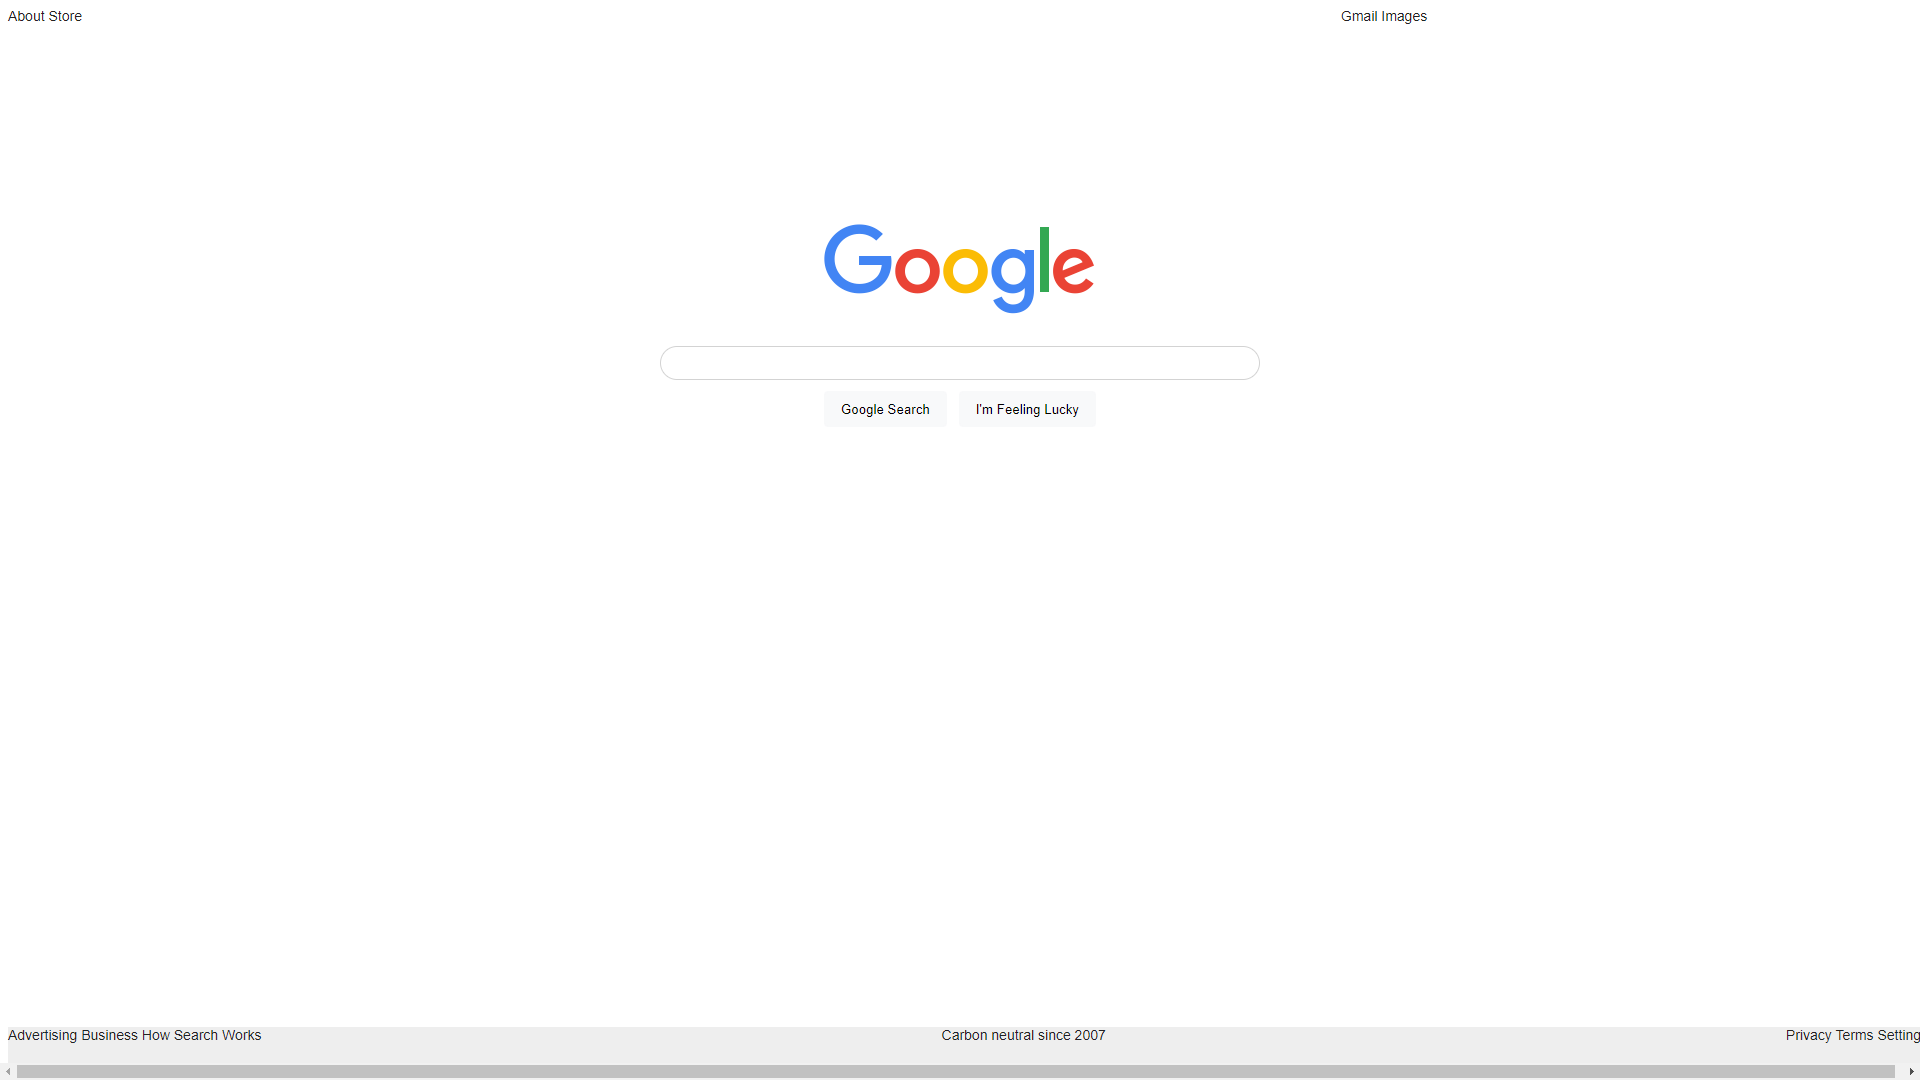 About Store
Gmail Images
Google
Google Search
I'm Feeling Lucky
Advertising Business How Search Works
Carbon neutral since 2007
Privacy Terms Setting